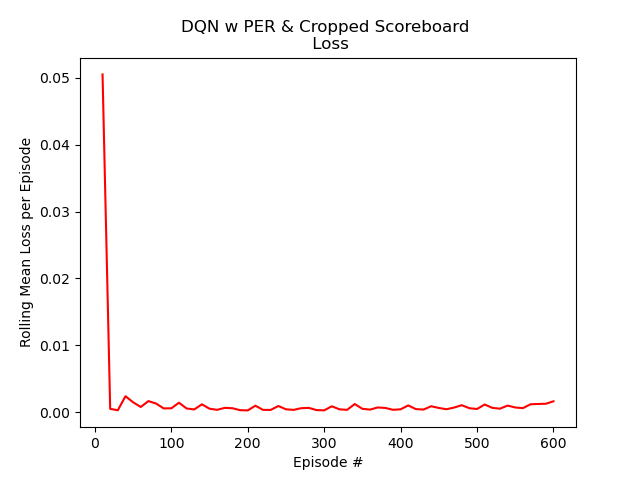 DQN w PER & Cropped Scoreboard
Loss
Rolling Mean Loss per Episode
0.05
0.04
0.03
0.02
0.01
0.00
0 100 200 300 400 500 600
Episode #